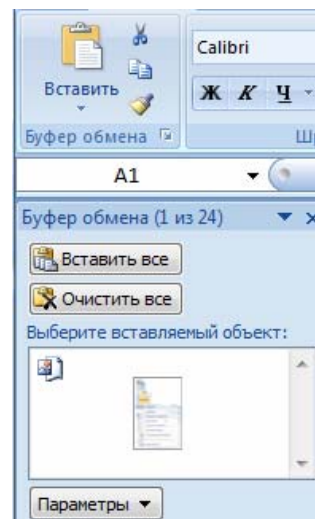 Calibri
Вставить
Ж К Ч
Буфер обмена
A1
Буфер обмена (1 из 24)
Вставить все
Очистить все
Выберите вставляемый объект:
Параметры